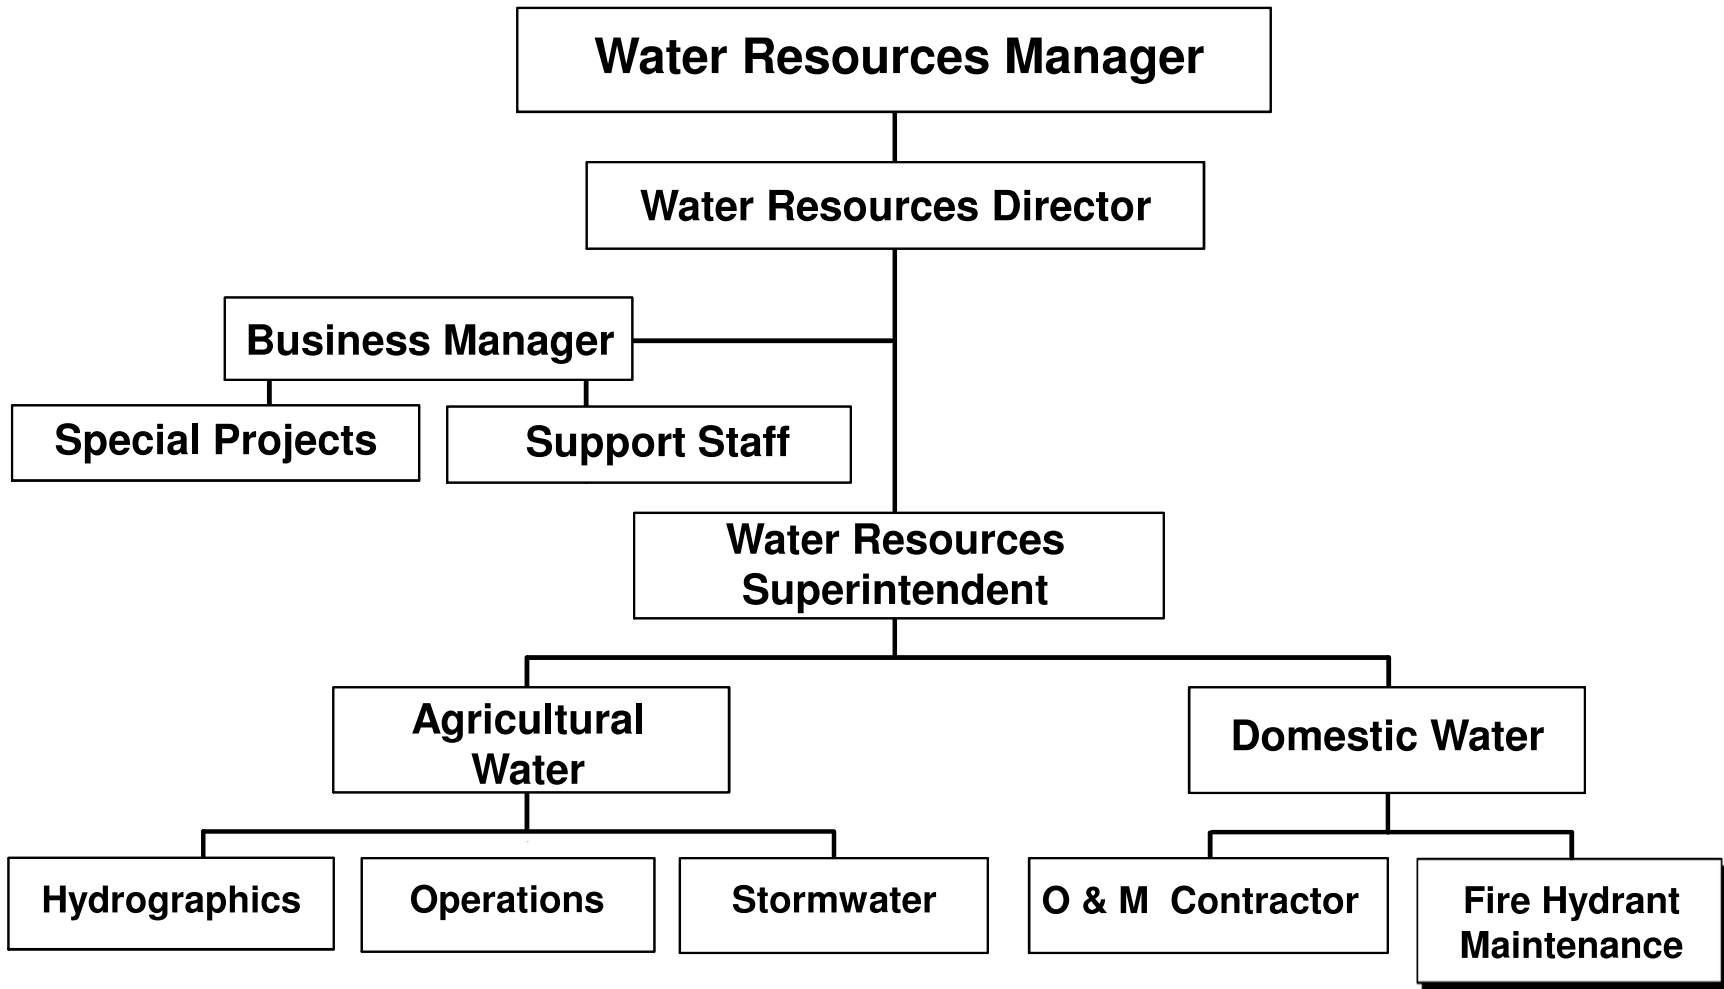 Water Resources Manager
Water Resources Director
Business Manager
Special Projects
Support Staff
Water Resources
Superintendent
Agricultural
Water
Domestic Water
Hydrographics
Operations
Stormwater
O & M Contractor
Fire Hydrant
Maintenance